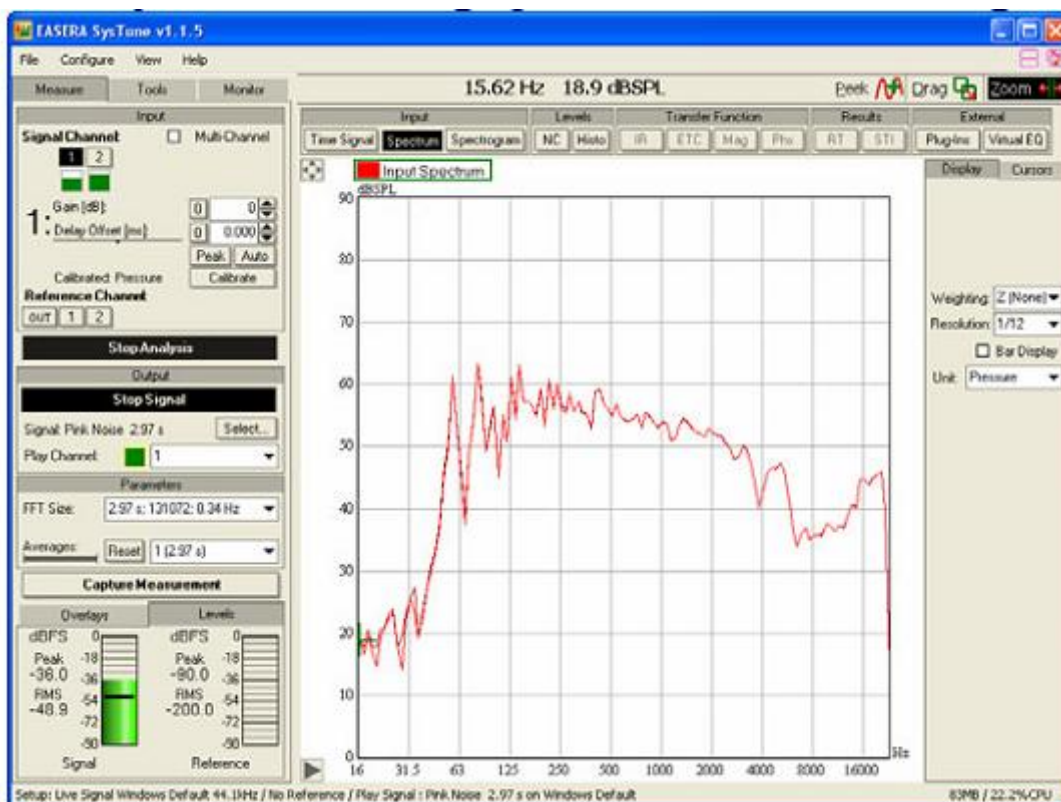 EASERA SysTune v1.1.5
File Configure View Help
Measure Tools Monitor
15.62 Hz 18.9 dBSPL
Peek Drag Zoom
Input
Signal Channel: Multi-Channel
1 2
Gain [dB]: 0 0
1: Delay Offset [ms]: 0 0.000
Peak Auto
Calibrated: Pressure Calibrate
Reference Channel
OUT 1 2
Stop Analysis
Output
Stop Signal
Signal: Pink Noise 2.97 s Select...
Play Channel: 1
Parameters
FFT Size: 2.97 s; 131072; 0.34 Hz
Averages: Reset 1 (2.97 s)
Capture Measurement
Overlays Levels
dBFS 0 dBFS 0
Peak -18 Peak -18
-36.0 -36 -90.0 -36
RMS -54 RMS -54
-48.9 -72 -200.0 -72
-90 -90
Signal Reference
Input Levels Transfer Function Results External
Time Signal Spectrum Spectrogram NC Histo IR ETC Mag Phs RT STI Plug-Ins Virtual EQ
Input Spectrum
dBSPL
90
80
70
60
50
40
30
20
10
0
16 31.5 63 125 250 500 1000 2000 4000 8000 16000 Hz
Display Cursors
Weighting: Z (None)
Resolution: 1/12
Bar Display
Unit: Pressure
Setup: Live Signal Windows Default 44.1kHz / No Reference / Play Signal : Pink Noise 2.97 s on Windows Default 83MB / 22.2%CPU